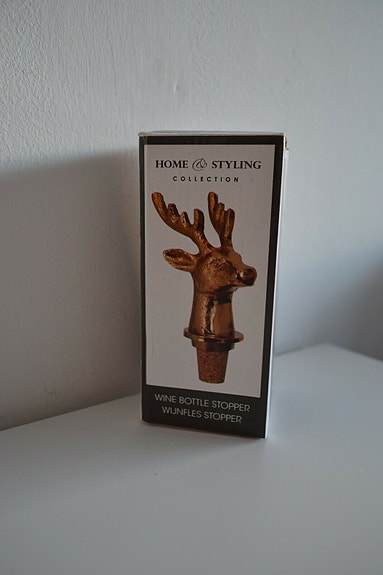 HOME & STYLING
COLLECTION
WINE BOTTLE STOPPER
WIJNFLES STOPPER